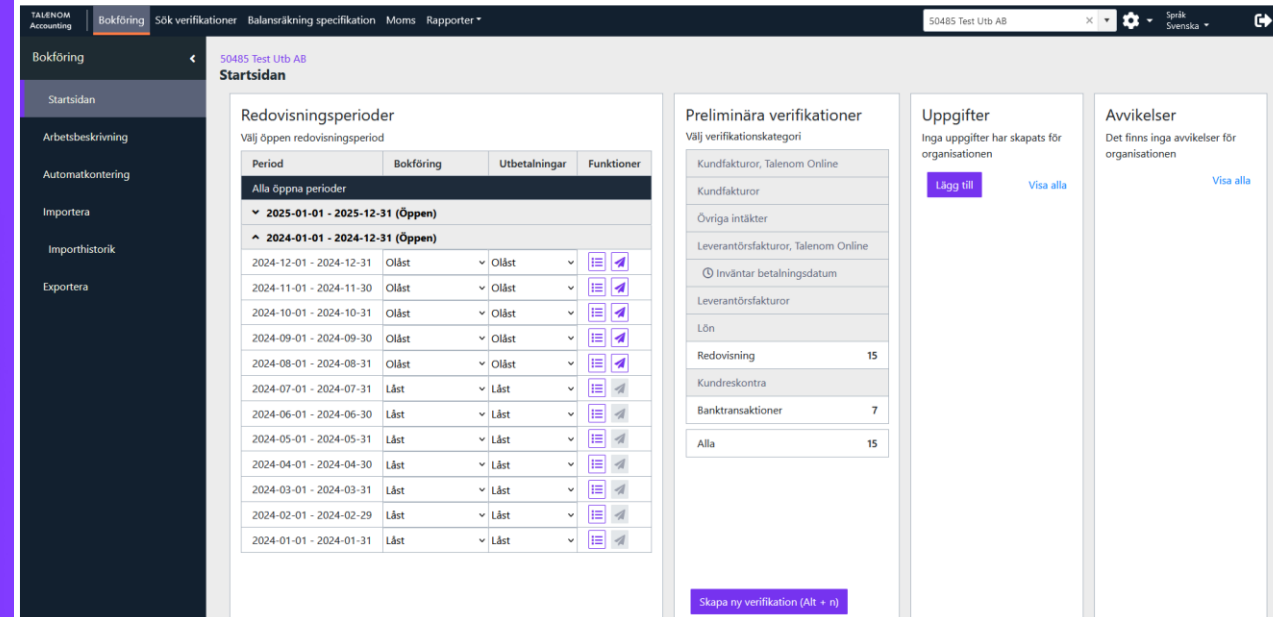 TALENOM
Accounting
Bokföring Sök verifikationer Balansräkning specifikation Moms Rapporter
50485 Test Utb AB
Språk
Svenska
Bokföring
Startsidan
Arbetsbeskrivning
Automatkontering
Importera
Importhistorik
Exportera
50485 Test Utb AB
Startsidan
Redovisningsperioder
Välj öppen redovisningsperiod
Period Bokföring Utbetalningar Funktioner
Alla öppna perioder
2025-01-01 - 2025-12-31 (Öppen)
2024-01-01 - 2024-12-31 (Öppen)
2024-12-01 - 2024-12-31 Olåst Olåst
2024-11-01 - 2024-11-30 Olåst Olåst
2024-10-01 - 2024-10-31 Olåst Olåst
2024-09-01 - 2024-09-30 Olåst Olåst
2024-08-01 - 2024-08-31 Olåst Olåst
2024-07-01 - 2024-07-31 Låst Låst
2024-06-01 - 2024-06-30 Låst Låst
2024-05-01 - 2024-05-31 Låst Låst
2024-04-01 - 2024-04-30 Låst Låst
2024-03-01 - 2024-03-31 Låst Låst
2024-02-01 - 2024-02-29 Låst Låst
2024-01-01 - 2024-01-31 Låst Låst
Preliminära verifikationer
Välj verifikationskategori
Kundfakturor, Talenom Online
Kundfakturor
Övriga intäkter
Leverantörsfakturor, Talenom Online
Inväntar betalningsdatum
Leverantörsfakturor
Lön
Redovisning 15
Kundreskontra
Banktransaktioner 7
Alla 15
Skapa ny verifikation (Alt + n)
Uppgifter
Inga uppgifter har skapats för
organisationen
Lägg till Visa alla
Avvikelser
Det finns inga avvikelser för
organisationen
Visa alla